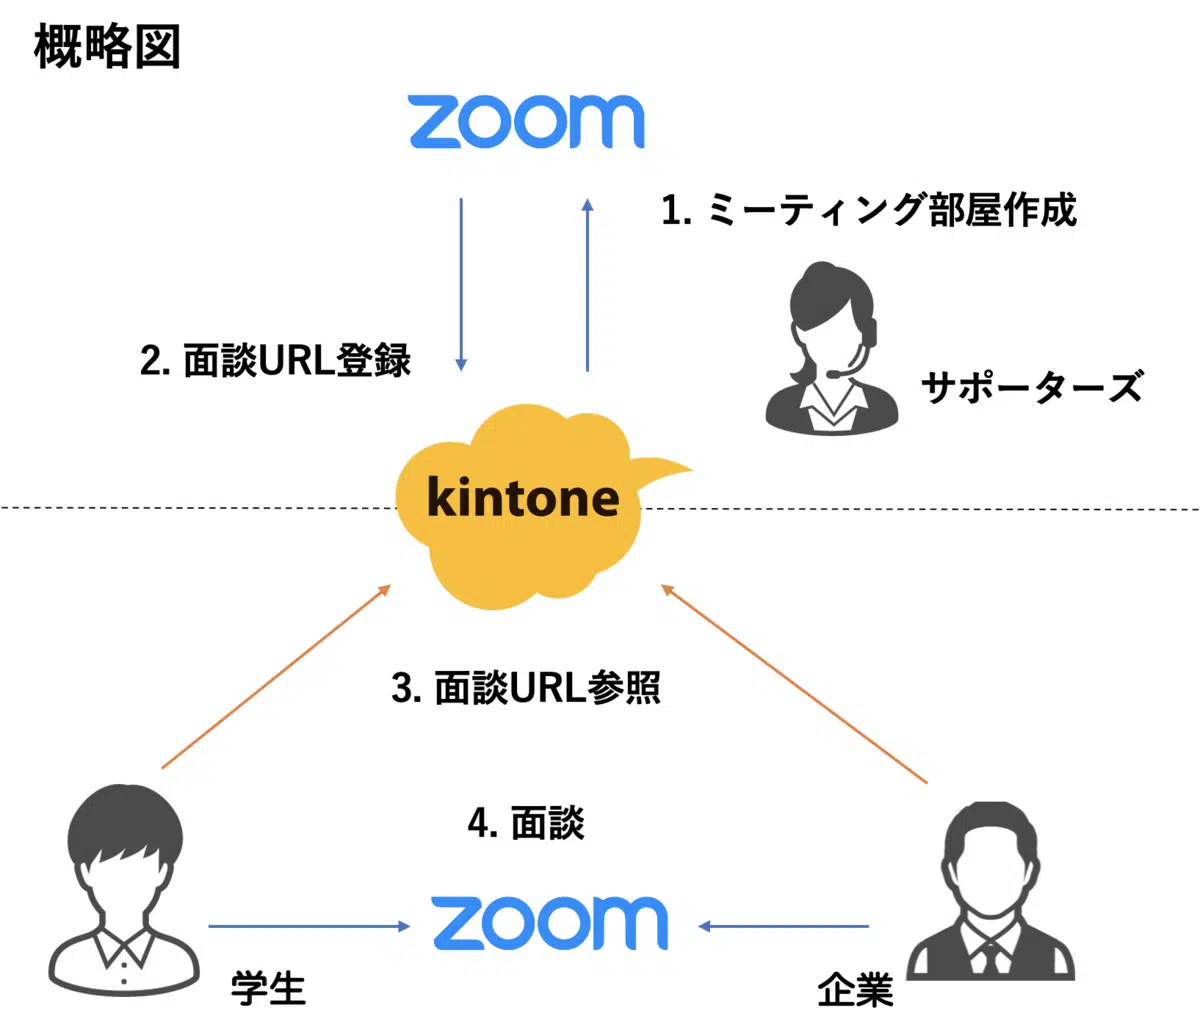 概略図
zoom
1. ミーティング部屋作成
2. 面談URL登録
サポーターズ
kintone
3. 面談URL参照
4. 面談
zoom
学生
企業